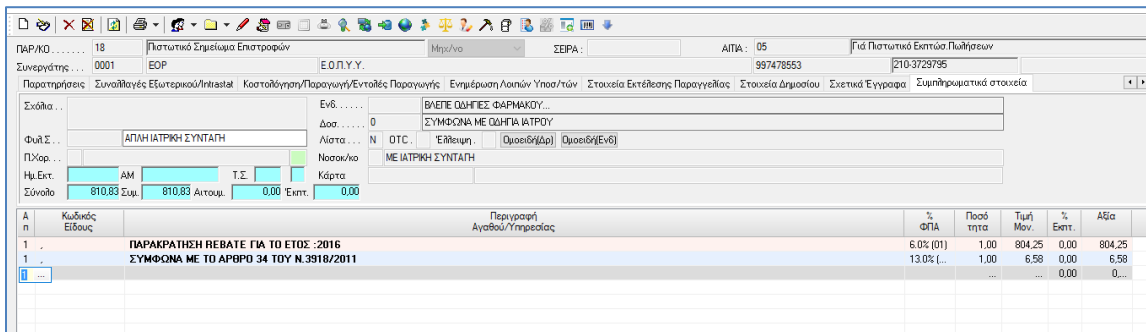 ΠΑΡ/ΚΟ....... 18 Πιστωτικό Σημείωμα Επιστροφών Μηχ/νο ΣΕΙΡΑ: ΑΙΤΙΑ: 05 Γιά Πιστωτικό Εκπτώσ.Πωλήσεων
Συνεργάτης... 0001 EOP Ε.Ο.Π.Υ.Υ. 997478553 210-3729795
Παρατηρήσεις Συναλλαγές Εξωτερικού/Intrastat Κοστολόγηση/Παραγωγή/Εντολές Παραγωγής Ενημέρωση Λοιπών Υποσ/τών Στοιχεία Εκτέλεσης Παραγγελίας Στοιχεία Δημοσίου Σχετικά Έγγραφα Συμπληρωματικά στοιχεία
Σχόλια.. Ενδ...... ΒΛΕΠΕ ΟΔΗΓΙΕΣ ΦΑΡΜΑΚΟΥ...
Δοσ...... 0 ΣΥΜΦΩΝΑ ΜΕ ΟΔΗΓΙΑ ΙΑΤΡΟΥ
Φυλ.Σ.. ΑΠΛΗ ΙΑΤΡΙΚΗ ΣΥΝΤΑΓΗ Λίστα... N OTC. Έλλειψη. Ομοειδή(Δρ) Ομοειδή(Ενδ)
Π.Χορ... Νοσοκ/κο ΜΕ ΙΑΤΡΙΚΗ ΣΥΝΤΑΓΗ
Ημ.Εκτ. ΑΜ Τ.Σ. Κάρτα
Σύνολο 810,83 Συμ. 810,83 Αιτουμ. 0,00 Έκπτ. 0,00
Α Κωδικός Περιγραφή % Ποσό Τιμή % Αξία
π Είδους Αγαθού/Υπηρεσίας ΦΠΑ τητα Μον. Εκπτ.
1 , ΠΑΡΑΚΡΑΤΗΣΗ REBATE ΓΙΑ ΤΟ ΕΤΟΣ :2016 6.0% (01) 1,00 804,25 0,00 804,25
1 , ΣΥΜΦΩΝΑ ΜΕ ΤΟ ΑΡΘΡΟ 34 ΤΟΥ Ν.3918/2011 13.0% (... 1,00 6,58 0,00 6,58
1 ... ... ... 0,00 0,...